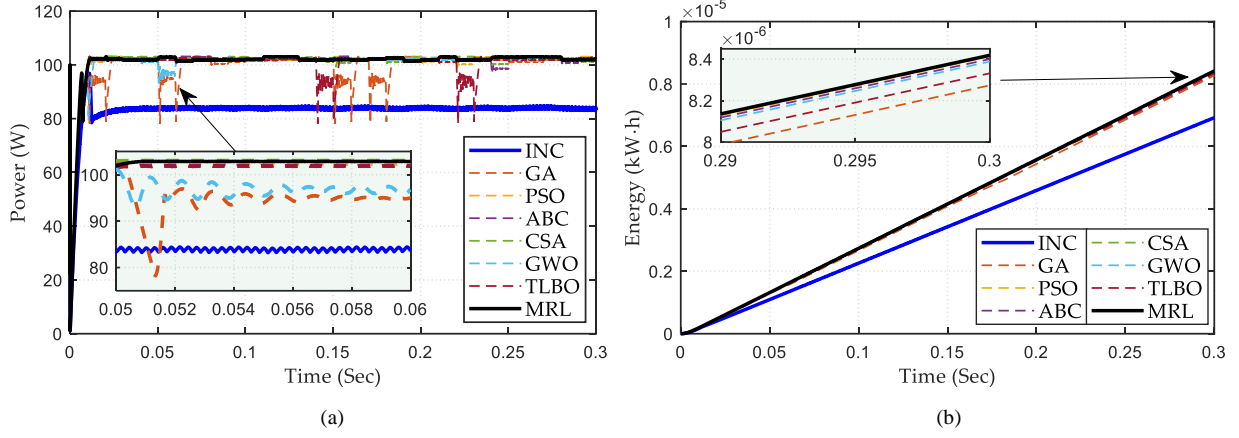 120
100
80
60
40
20
0
Power (W)
0
0.05
0.1
0.15
0.2
0.25
0.3
Time (Sec)
100
90
80
0.05
0.052
0.054
0.056
0.058
0.06
INC
GA
PSO
ABC
CSA
GWO
TLBO
MRL
(a)
×10⁻⁵
1
0.8
0.6
0.4
0.2
0
Energy (kW·h)
0
0.05
0.1
0.15
0.2
0.25
0.3
Time (Sec)
×10⁻⁶
8.4
8.2
8
0.29
0.295
0.3
INC
GA
PSO
ABC
CSA
GWO
TLBO
MRL
(b)